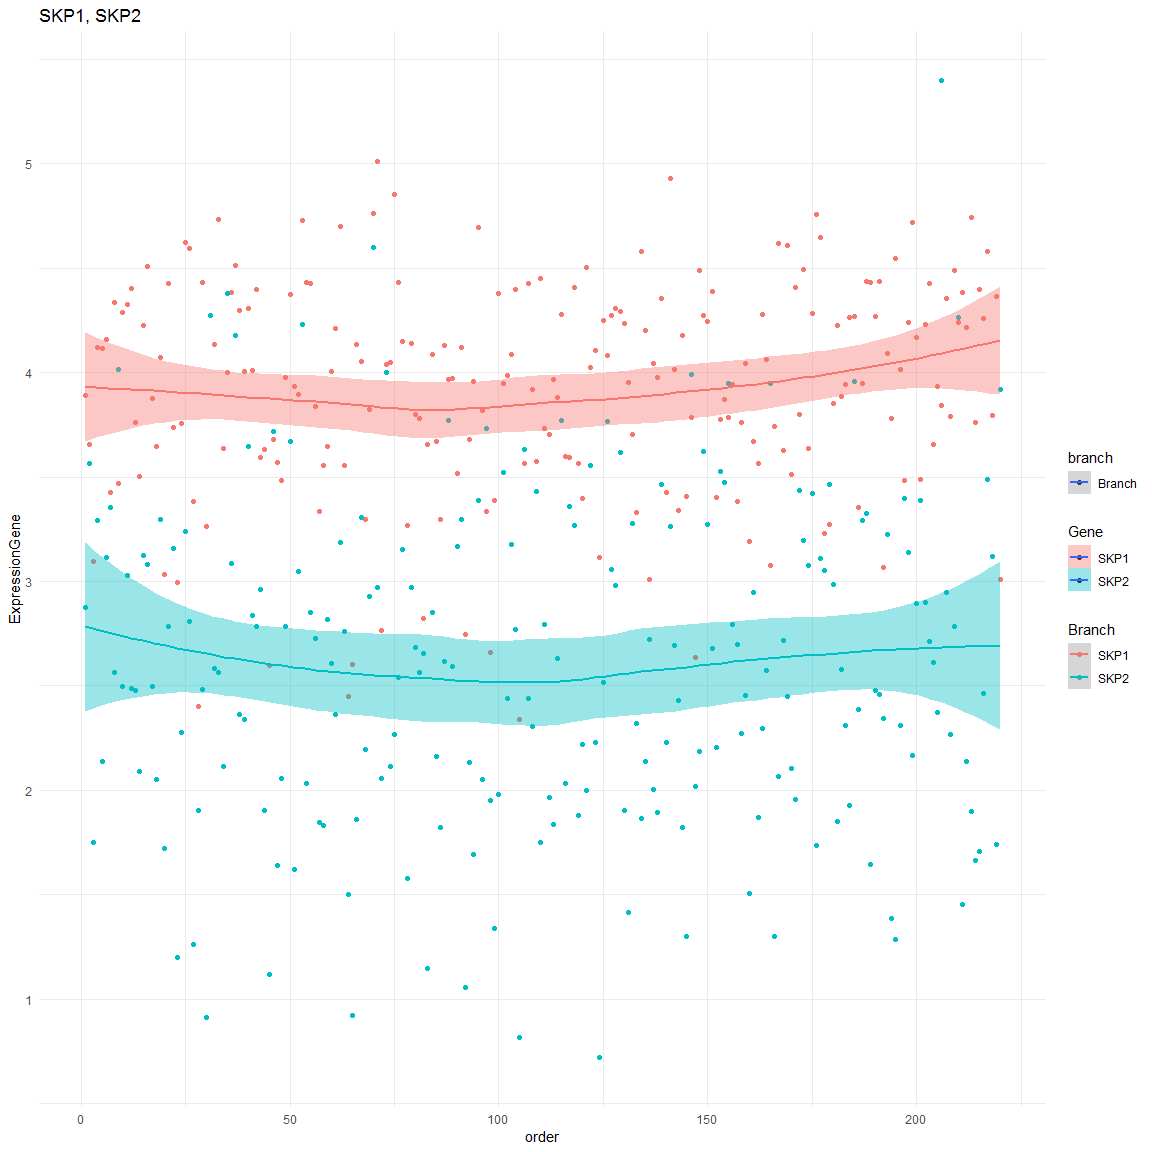 SKP1, SKP2
ExpressionGene
5
4
3
2
1
0
50
100
150
200
order
branch
Branch
Gene
SKP1
SKP2
Branch
SKP1
SKP2